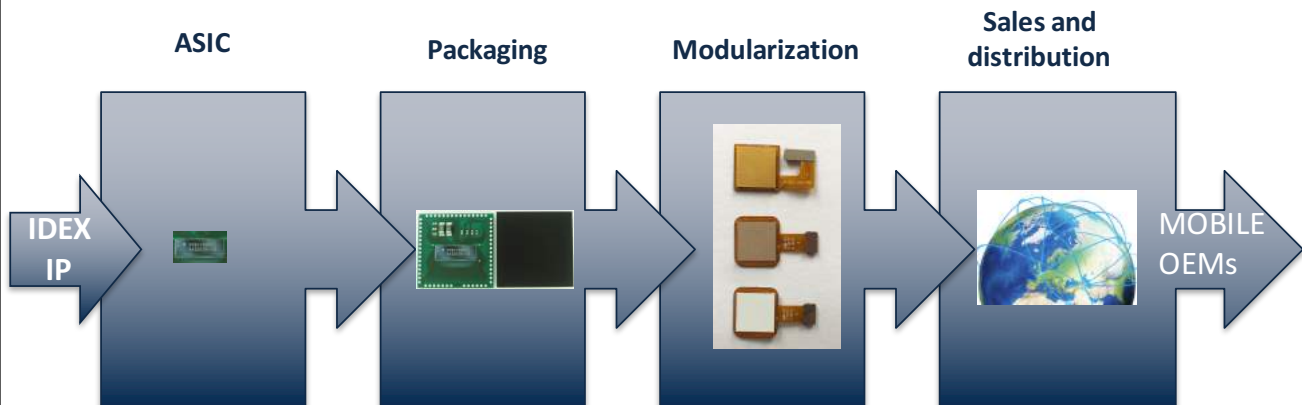 ASIC
Packaging
Modularization
Sales and
distribution
IDEX
IP
MOBILE
OEMs